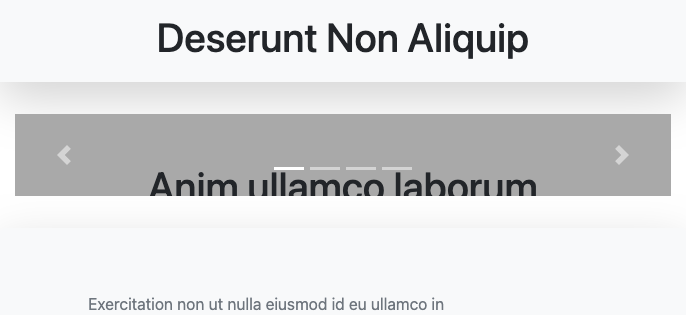 Deserunt Non Aliquip
Anim ullamco laborum
Exercitation non ut nulla eiusmod id eu ullamco in